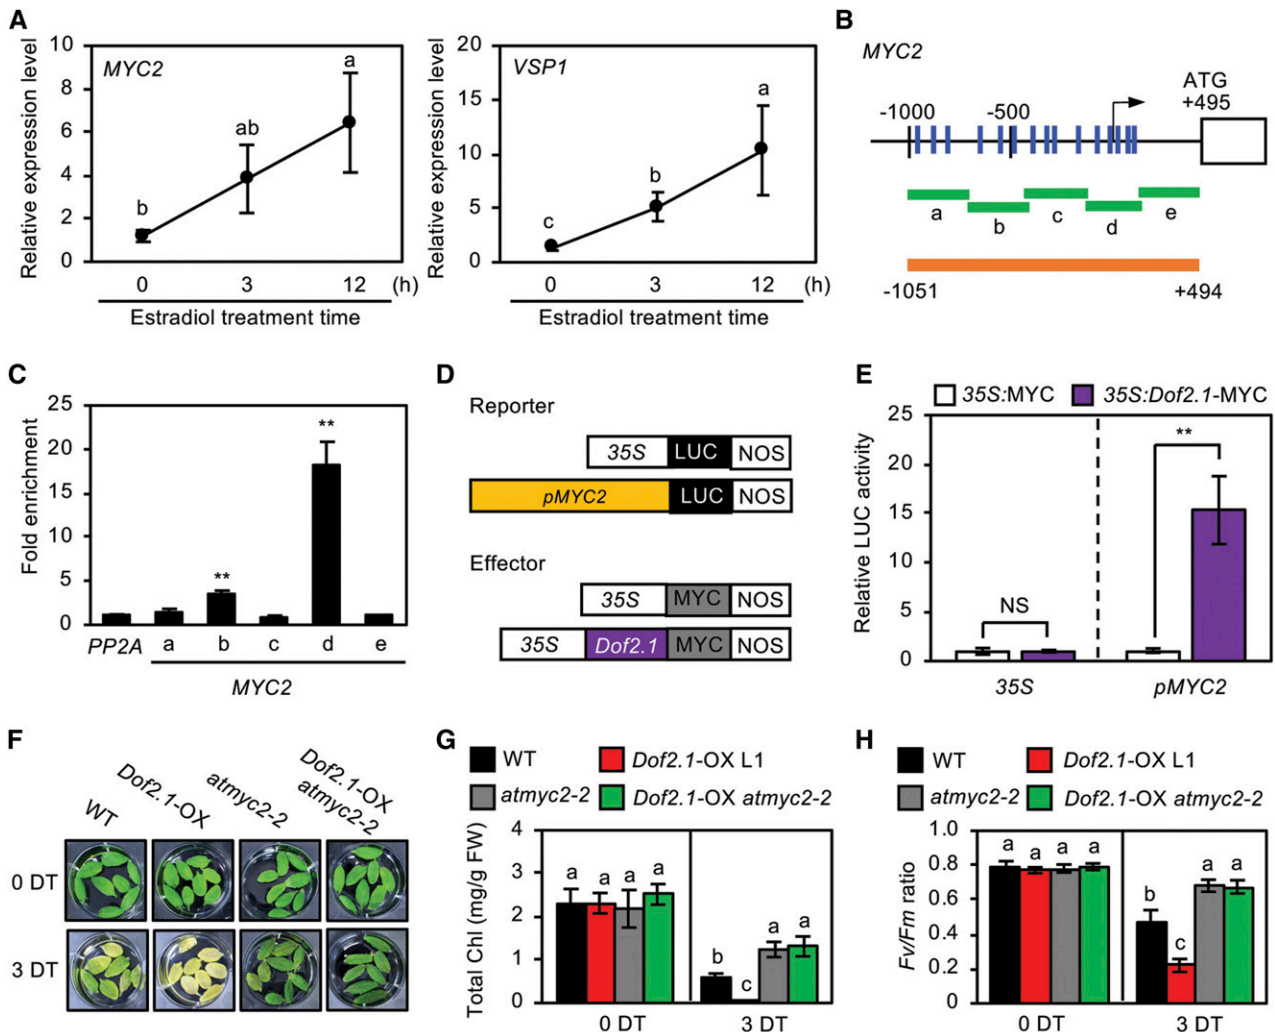 A
Relative expression level
10
8
6
4
2
0
MYC2
b
ab
a
0 3 12 (h)
Estradiol treatment time
Relative expression level
20
15
10
5
0
VSP1
c
b
a
0 3 12 (h)
Estradiol treatment time
B
MYC2
ATG
+495
-1000
-500
a
b
c
d
e
-1051
+494
C
Fold enrichment
25
20
15
10
5
0
**
**
PP2A a b c d e
MYC2
D
Reporter
35S LUC NOS
pMYC2 LUC NOS
Effector
35S MYC NOS
35S Dof2.1 MYC NOS
E
35S:MYC 35S:Dof2.1-MYC
Relative LUC activity
25
20
15
10
5
0
NS
**
35S pMYC2
F
WT
Dof2.1-OX
atmyc2-2
Dof2.1-OX
atmyc2-2
0 DT
3 DT
G
WT Dof2.1-OX L1
atmyc2-2 Dof2.1-OX atmyc2-2
Total Chl (mg/g FW)
4
3
2
1
0
a a a a
b c a a
0 DT 3 DT
H
WT Dof2.1-OX L1
atmyc2-2 Dof2.1-OX atmyc2-2
Fv/Fm ratio
1.0
0.8
0.6
0.4
0.2
0
a a a a
b c a a
0 DT 3 DT